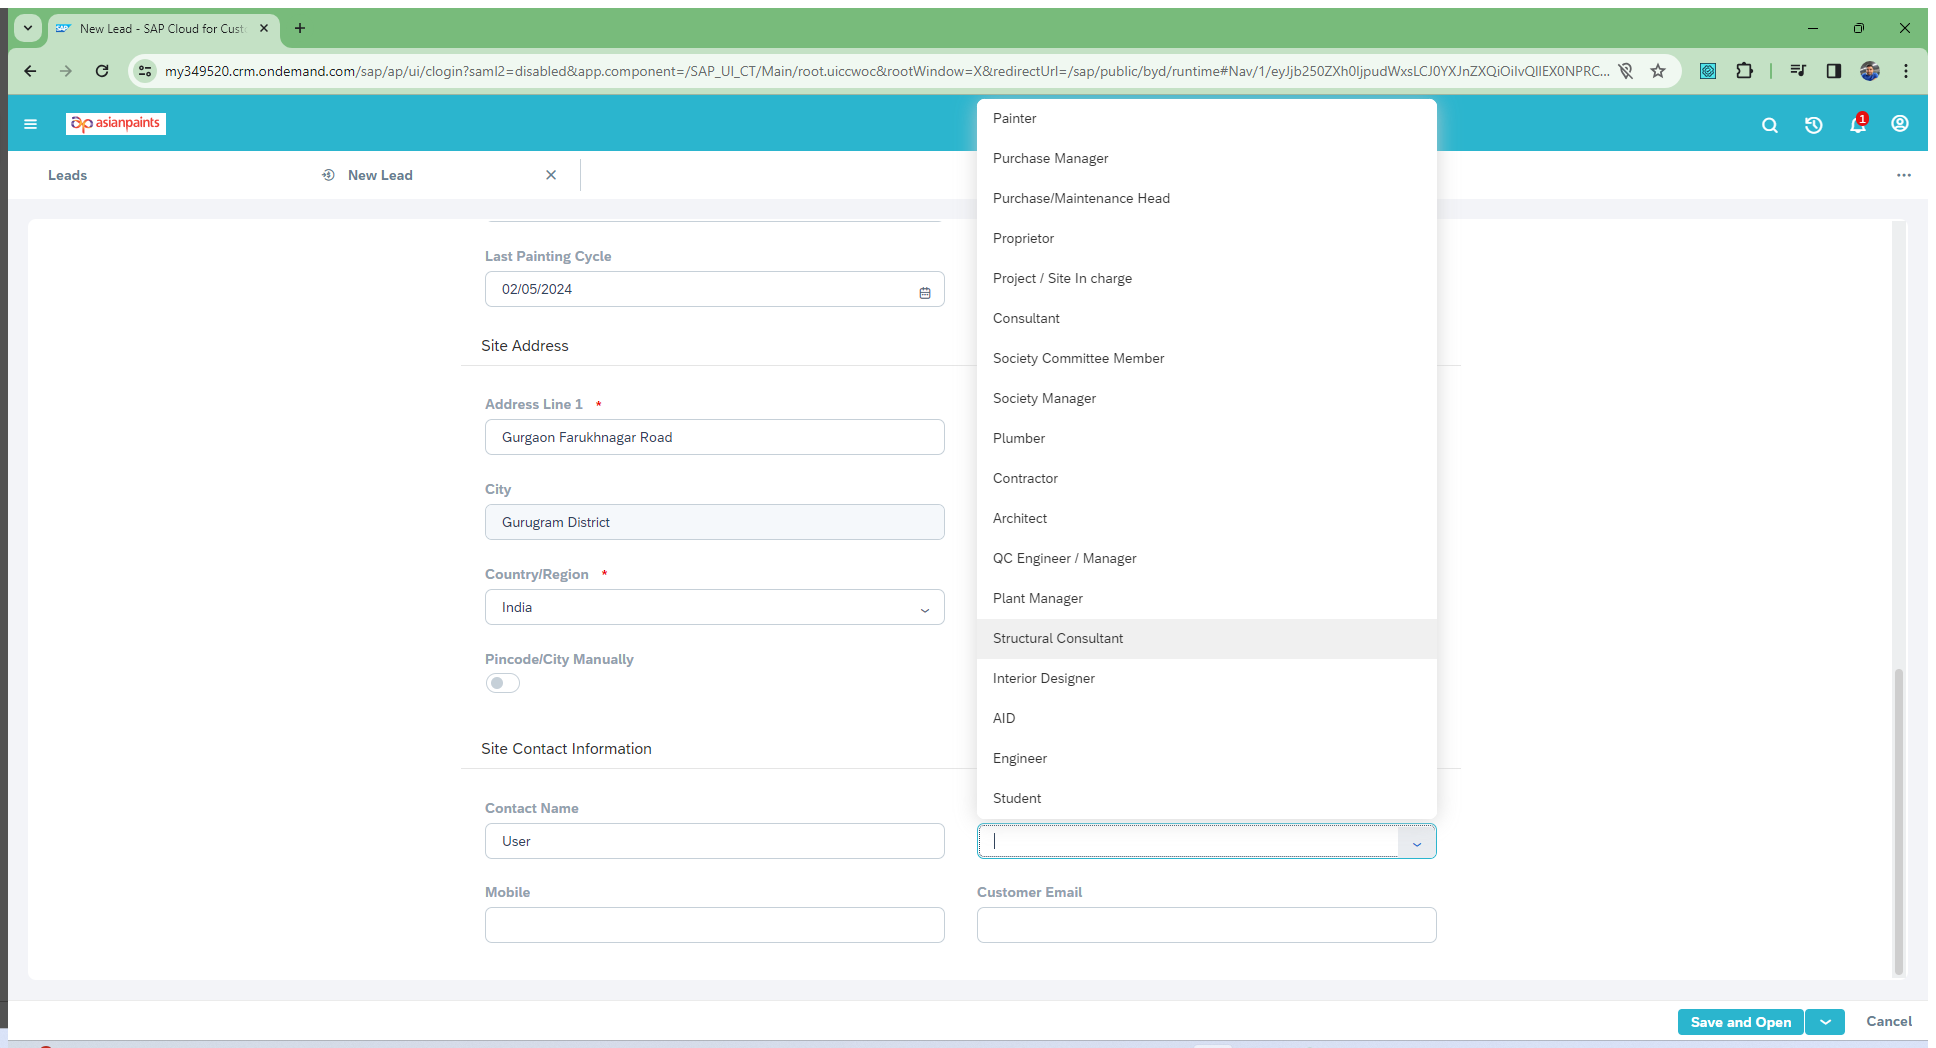 New Lead - SAP Cloud for Cust
my349520.crm.ondemand.com/sap/ap/ui/clogin?saml2=disabled&app.component=/SAP_UI_CT/Main/root.uiccwoc&rootWindow=X&redirectUrl=/sap/public/byd/runtime#Nav/1/
asianpaints
1
Leads
New Lead
Last Painting Cycle
02/05/2024
Site Address
Address Line 1 *
Gurgaon Farukhnagar Road
City
Gurugram District
Country/Region *
India
Pincode/City Manually
Site Contact Information
Contact Name
User
Mobile
Painter
Purchase Manager
Purchase/Maintenance Head
Proprietor
Project / Site In charge
Consultant
Society Committee Member
Society Manager
Plumber
Contractor
Architect
QC Engineer / Manager
Plant Manager
Structural Consultant
Interior Designer
AID
Engineer
Student
Customer Email
Save and Open
Cancel